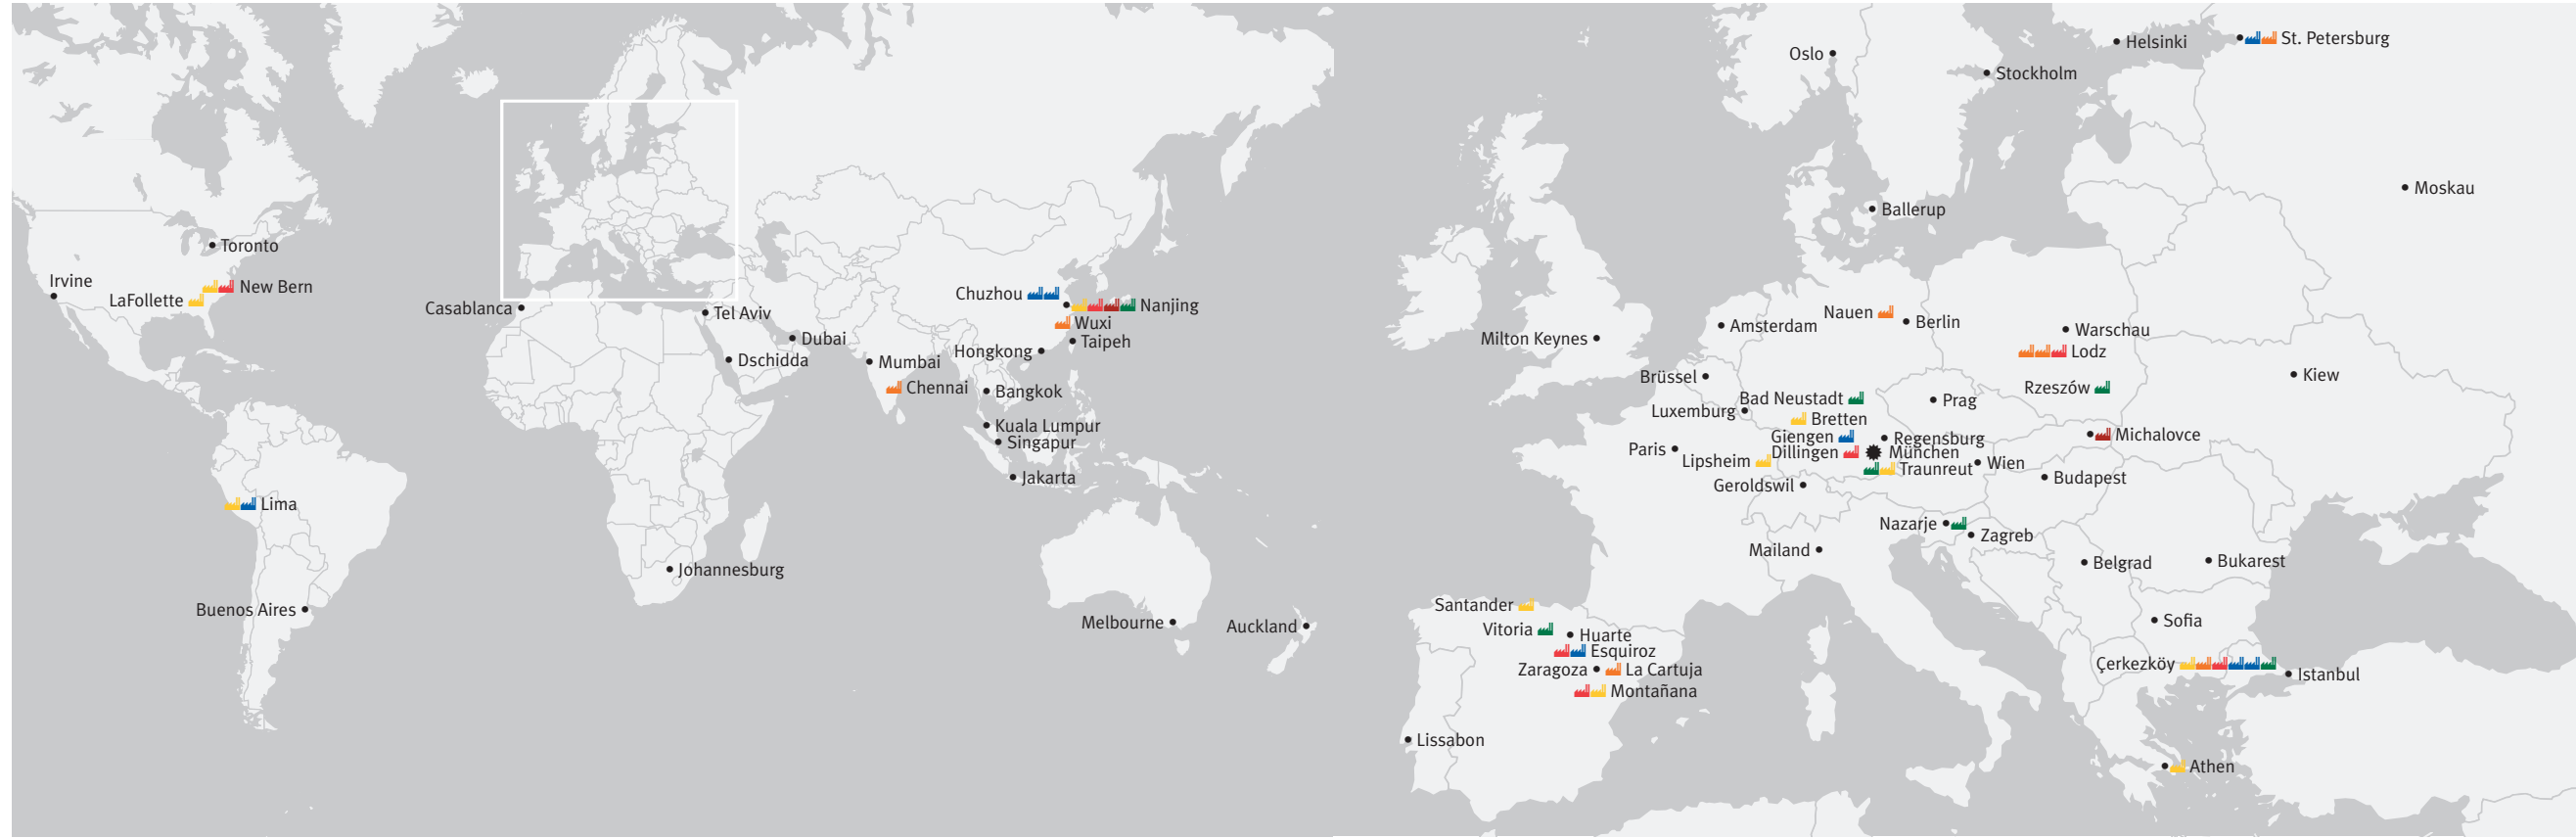 Toronto
Irvine
New Bern
LaFollette
Lima
Buenos Aires
Casablanca
Tel Aviv
Dubai
Dschidda
Johannesburg
Chuzhou
Nanjing
Wuxi
Taipeh
Hongkong
Mumbai
Chennai
Bangkok
Kuala Lumpur
Singapur
Jakarta
Melbourne
Auckland
Oslo
Helsinki
St. Petersburg
Stockholm
Moskau
Ballerup
Milton Keynes
Amsterdam
Nauen
Berlin
Warschau
Lodz
Brüssel
Kiew
Rzeszów
Luxemburg
Bad Neustadt
Prag
Bretten
Giengen
Regensburg
Michalovce
Paris
Lipsheim
Dillingen
München
Traunreut
Wien
Budapest
Geroldswil
Nazarje
Zagreb
Mailand
Belgrad
Bukarest
Santander
Vitoria
Huarte
Esquiroz
Sofia
Zaragoza
La Cartuja
Montañana
Çerkezköy
Istanbul
Lissabon
Athen